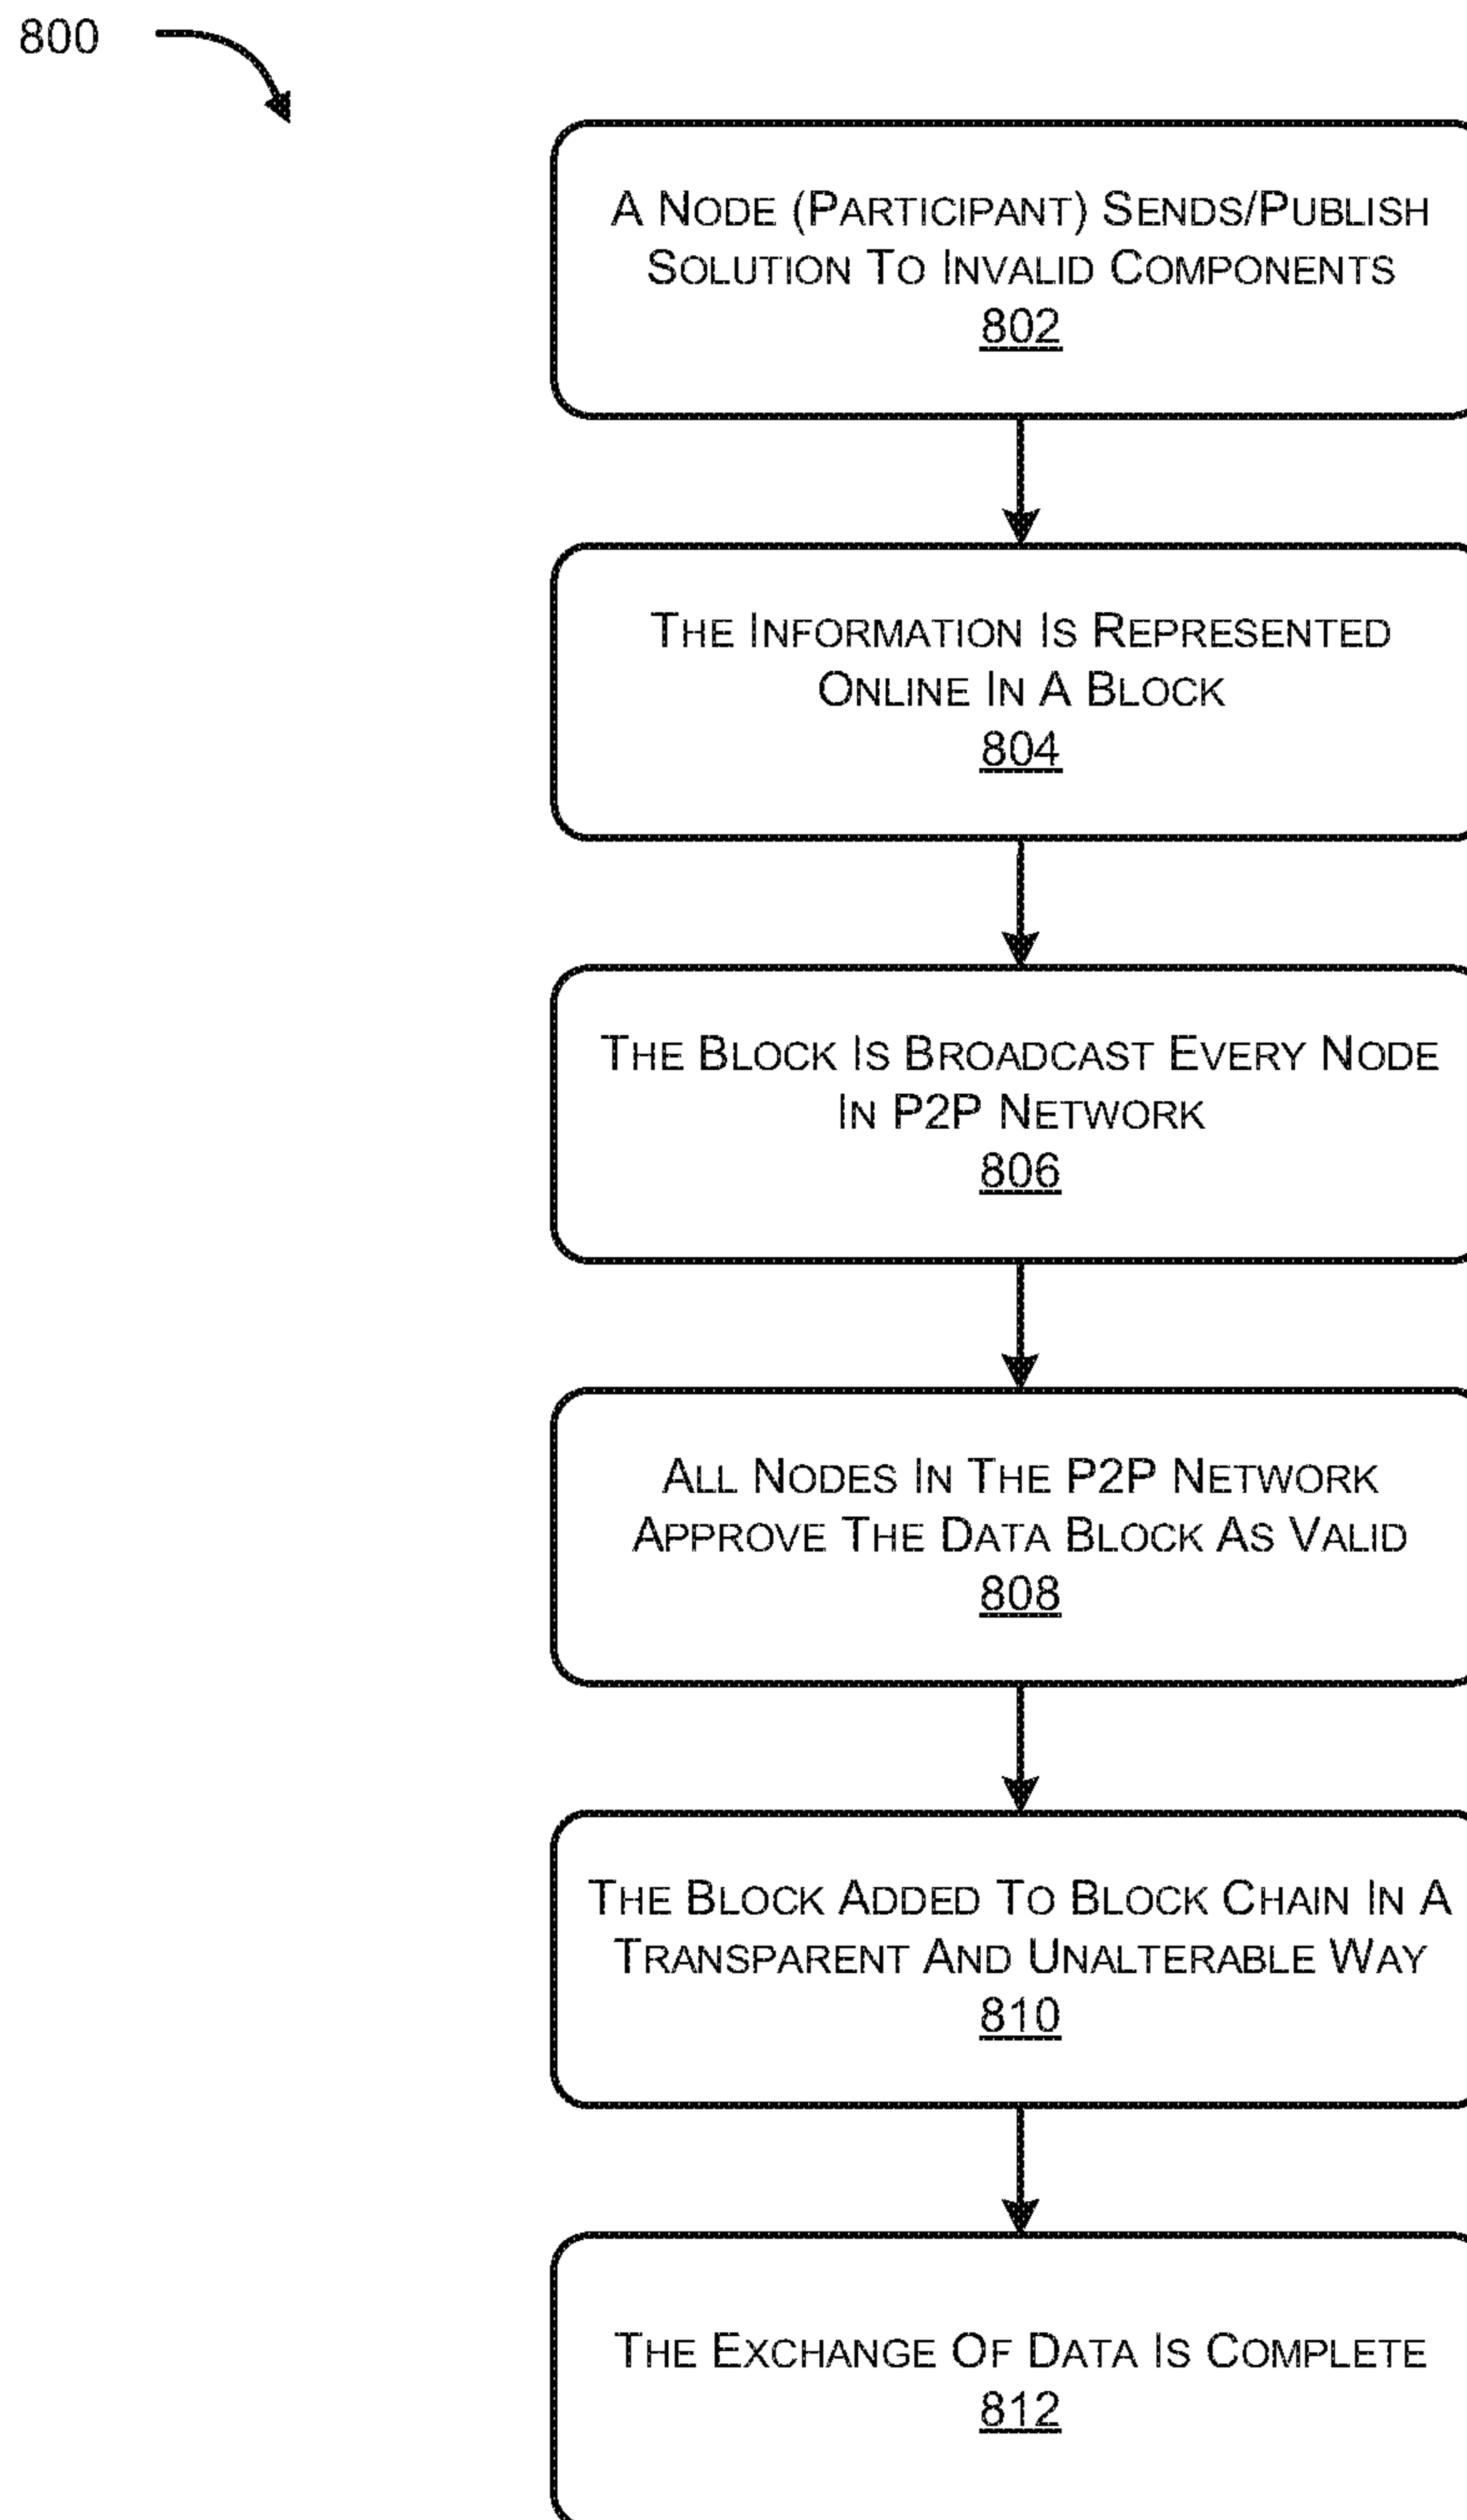 800
A NODE (PARTICIPANT) SENDS/PUBLISH
SOLUTION TO INVALID COMPONENTS
802
THE INFORMATION IS REPRESENTED
ONLINE IN A BLOCK
804
THE BLOCK IS BROADCAST EVERY NODE
IN P2P NETWORK
806
ALL NODES IN THE P2P NETWORK
APPROVE THE DATA BLOCK AS VALID
808
THE BLOCK ADDED TO BLOCK CHAIN IN A
TRANSPARENT AND UNALTERABLE WAY
810
THE EXCHANGE OF DATA IS COMPLETE
812